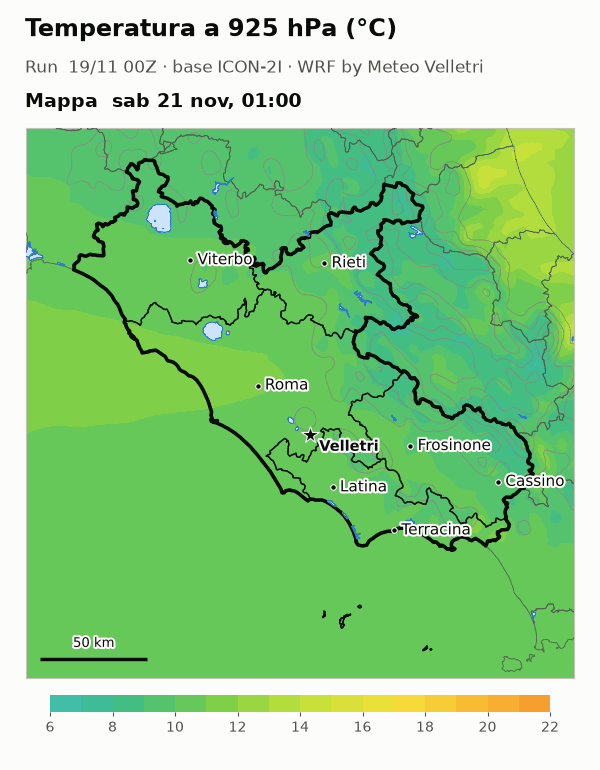 Temperatura a 925 hPa (°C)
Run  19/11 00Z · base ICON-2I · WRF by Meteo Velletri
Mappa  sab 21 nov, 01:00
Viterbo
Rieti
Roma
Velletri
Frosinone
Latina
Cassino
Terracina
50 km
6 8 10 12 14 16 18 20 22